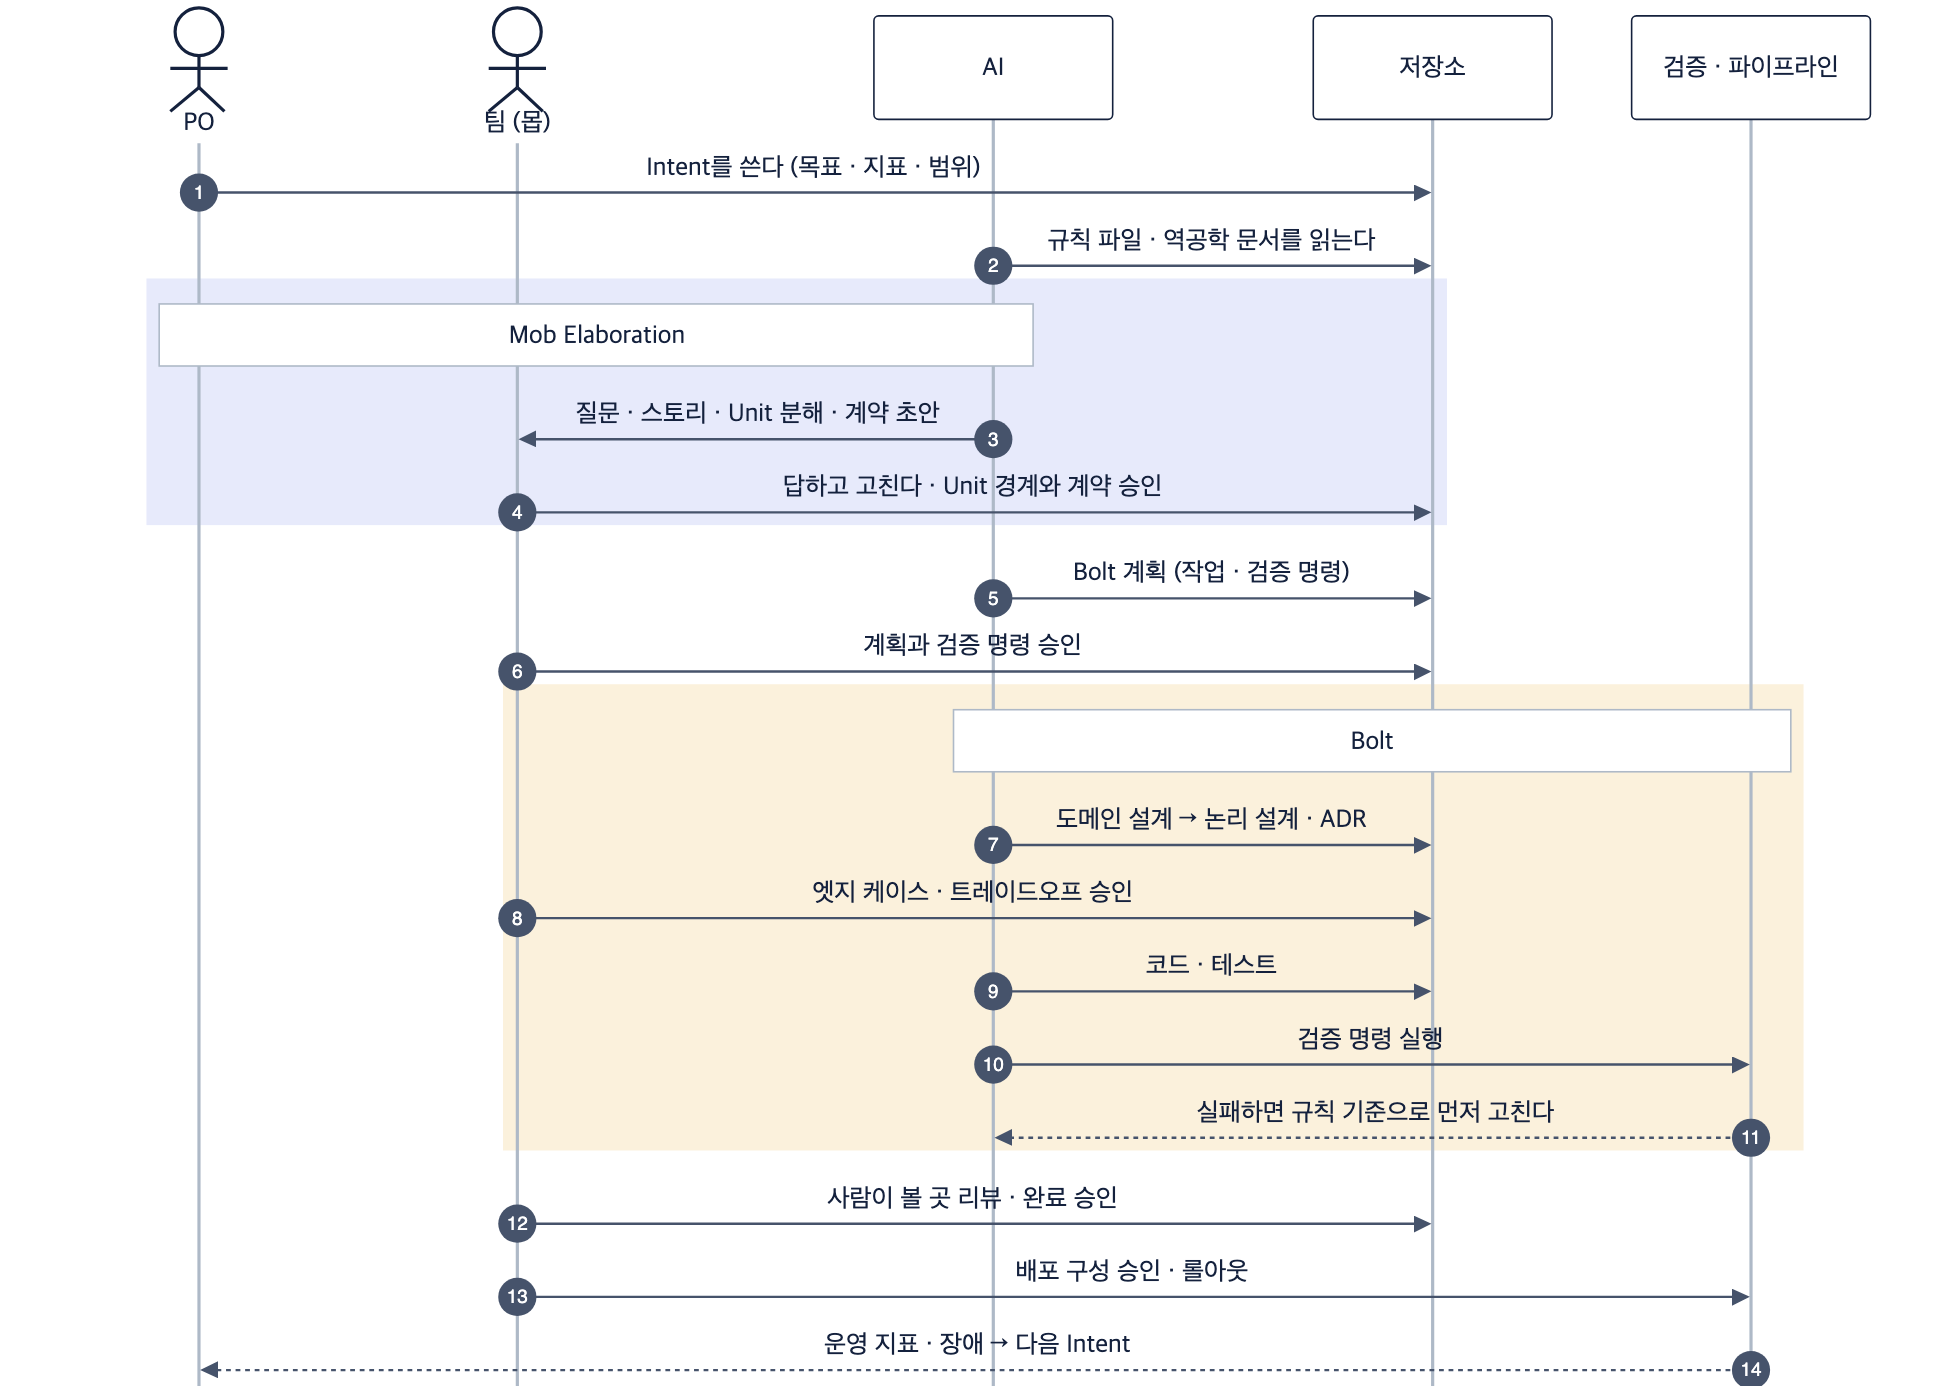 PO
팀 (몹)
AI
저장소
검증 · 파이프라인
Intent를 쓴다 (목표 · 지표 · 범위)
1
규칙 파일 · 역공학 문서를 읽는다
2
Mob Elaboration
질문 · 스토리 · Unit 분해 · 계약 초안
3
답하고 고친다 · Unit 경계와 계약 승인
4
Bolt 계획 (작업 · 검증 명령)
5
계획과 검증 명령 승인
6
Bolt
도메인 설계 → 논리 설계 · ADR
7
엣지 케이스 · 트레이드오프 승인
8
코드 · 테스트
9
검증 명령 실행
10
실패하면 규칙 기준으로 먼저 고친다
11
사람이 볼 곳 리뷰 · 완료 승인
12
배포 구성 승인 · 롤아웃
13
운영 지표 · 장애 → 다음 Intent
14